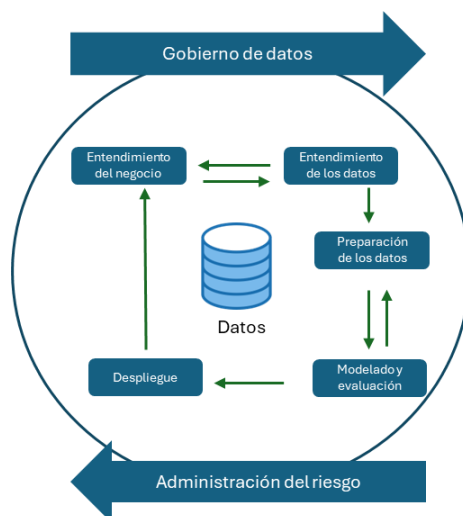 Gobierno de datos
Entendimiento
del negocio
Entendimiento
de los datos
Preparación
de los datos
Datos
Despliegue
Modelado y
evaluación
Administración del riesgo